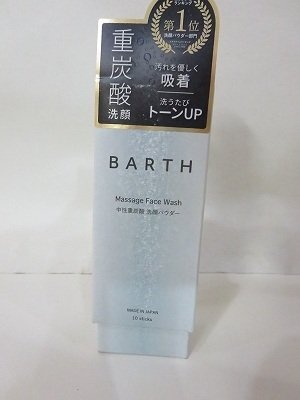 ランキング
第1位
洗顔パウダー部門
重炭酸
洗顔
汚れを優しく
吸着
洗うたび
トーンUP
BARTH
Massage Face Wash
中性重炭酸 洗顔パウダー
MADE IN JAPAN
10 sticks